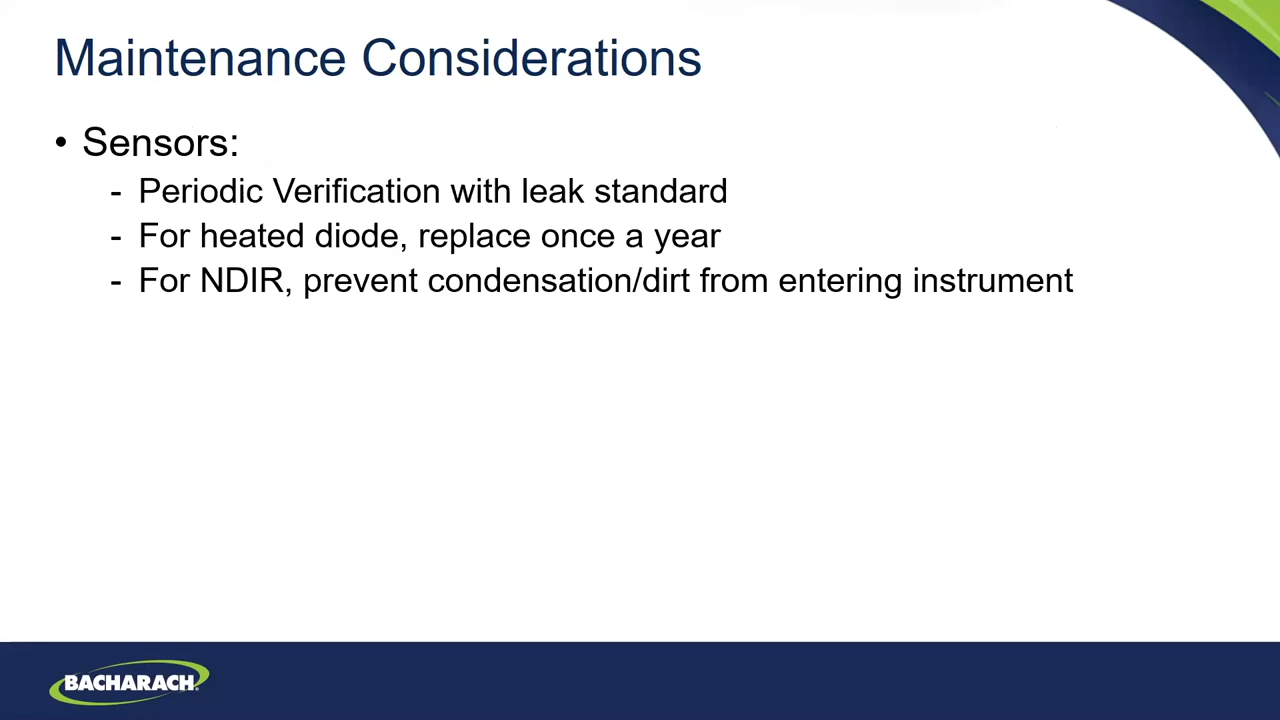 Maintenance Considerations
• Sensors:
- Periodic Verification with leak standard
- For heated diode, replace once a year
- For NDIR, prevent condensation/dirt from entering instrument
BACHARACH